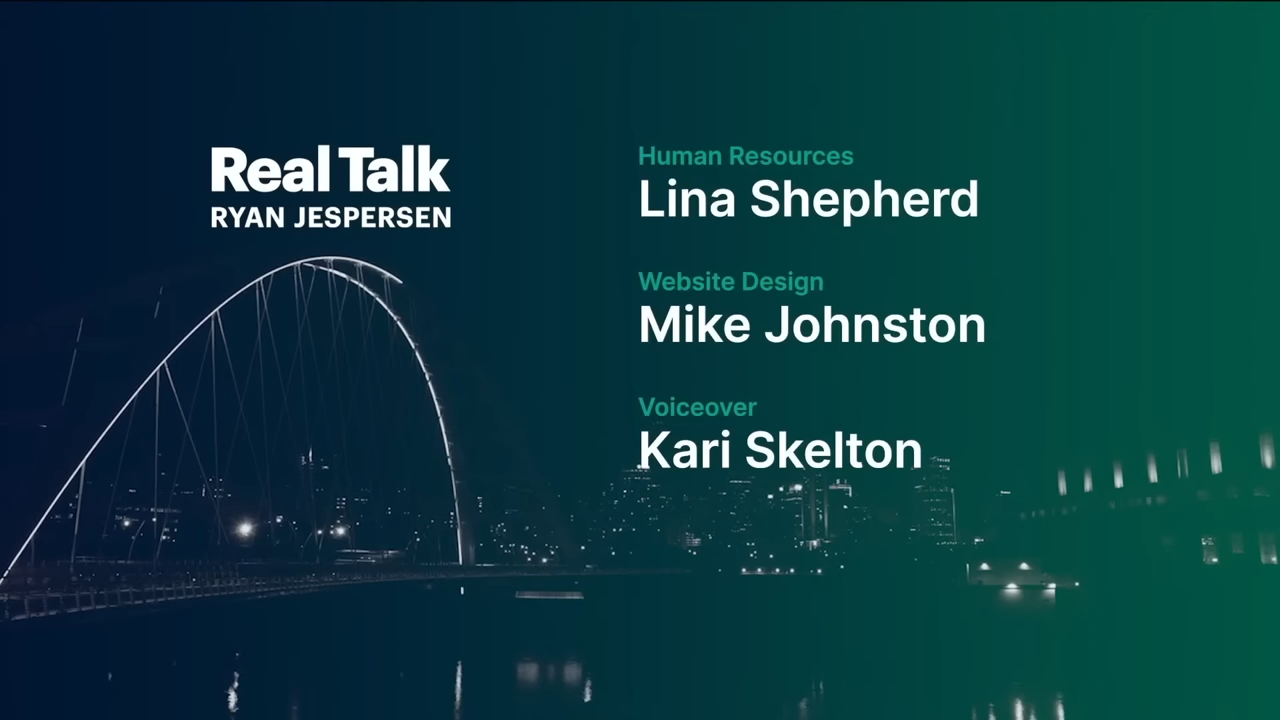 Real Talk
RYAN JESPERSEN
Human Resources
Lina Shepherd
Website Design
Mike Johnston
Voiceover
Kari Skelton